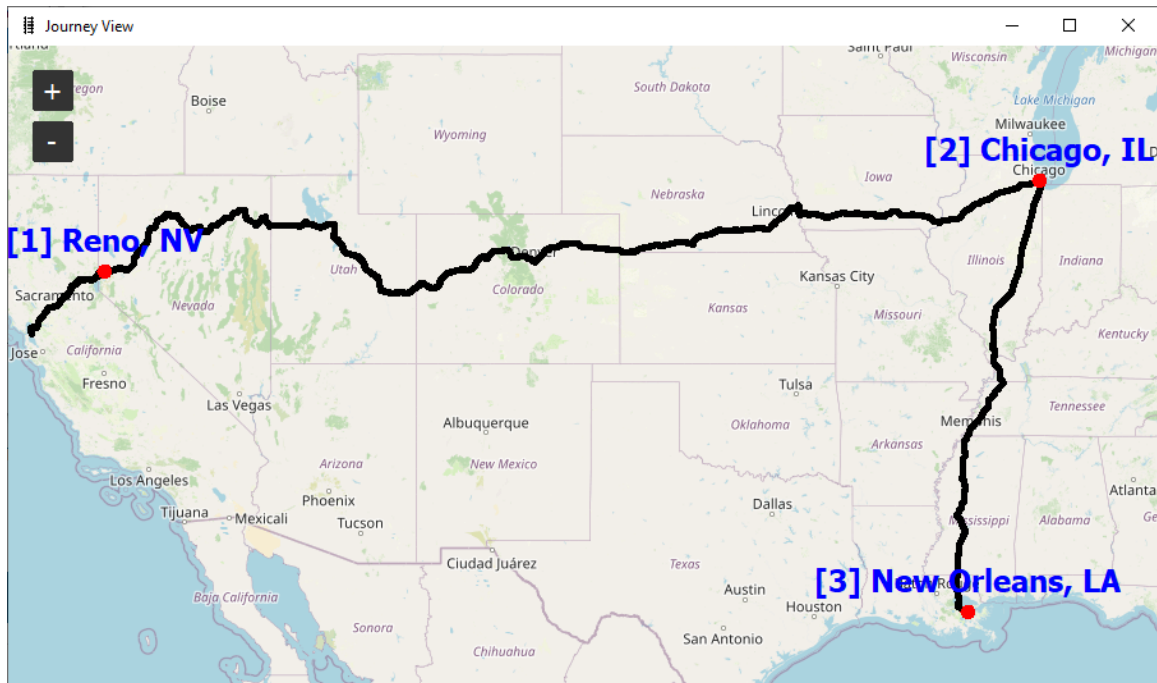 Journey View
+
-
Saint Paul
Wisconsin
Michigan
Oregon
Boise
South Dakota
Lake Michigan
Milwaukee
Wyoming
[2] Chicago, IL
Chicago
Iowa
Nebraska
[1] Reno, NV
Denver
Utah
Sacramento
Nevada
Colorado
Illinois
Indiana
Kansas City
Kansas
Missouri
Kentucky
Jose
California
Fresno
Las Vegas
Tulsa
Tennessee
Albuquerque
Oklahoma
Memphis
Arkansas
Arizona
New Mexico
Los Angeles
Phoenix
Dallas
Atlanta
Tijuana
Mexicali
Tucson
Mississippi
Alabama
Ciudad Juárez
Texas
[3] New Orleans, LA
Baja California
Austin
Houston
Sonora
San Antonio
Chihuahua